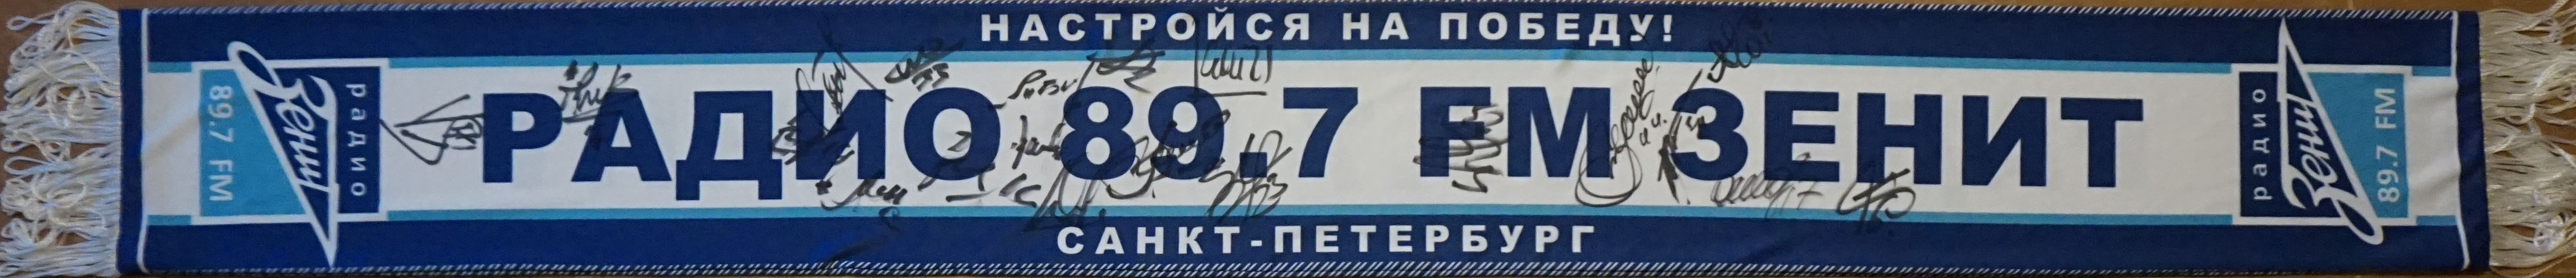 НАСТРОЙСЯ НА ПОБЕДУ!
89.7 FM
Зенит
радио
РАДИО 89.7 FM ЗЕНИТ
радио
Зенит
89.7 FM
САНКТ-ПЕТЕРБУРГ